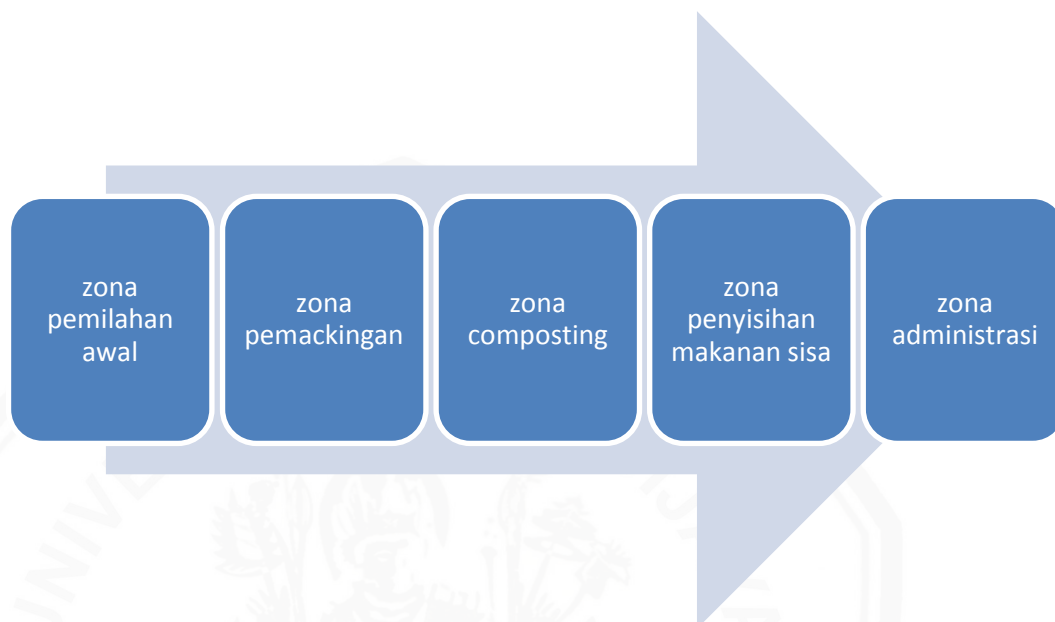 zona
pemilahan
awal
zona
pemackingan
zona
composting
zona
penyisihan
makanan sisa
zona
administrasi